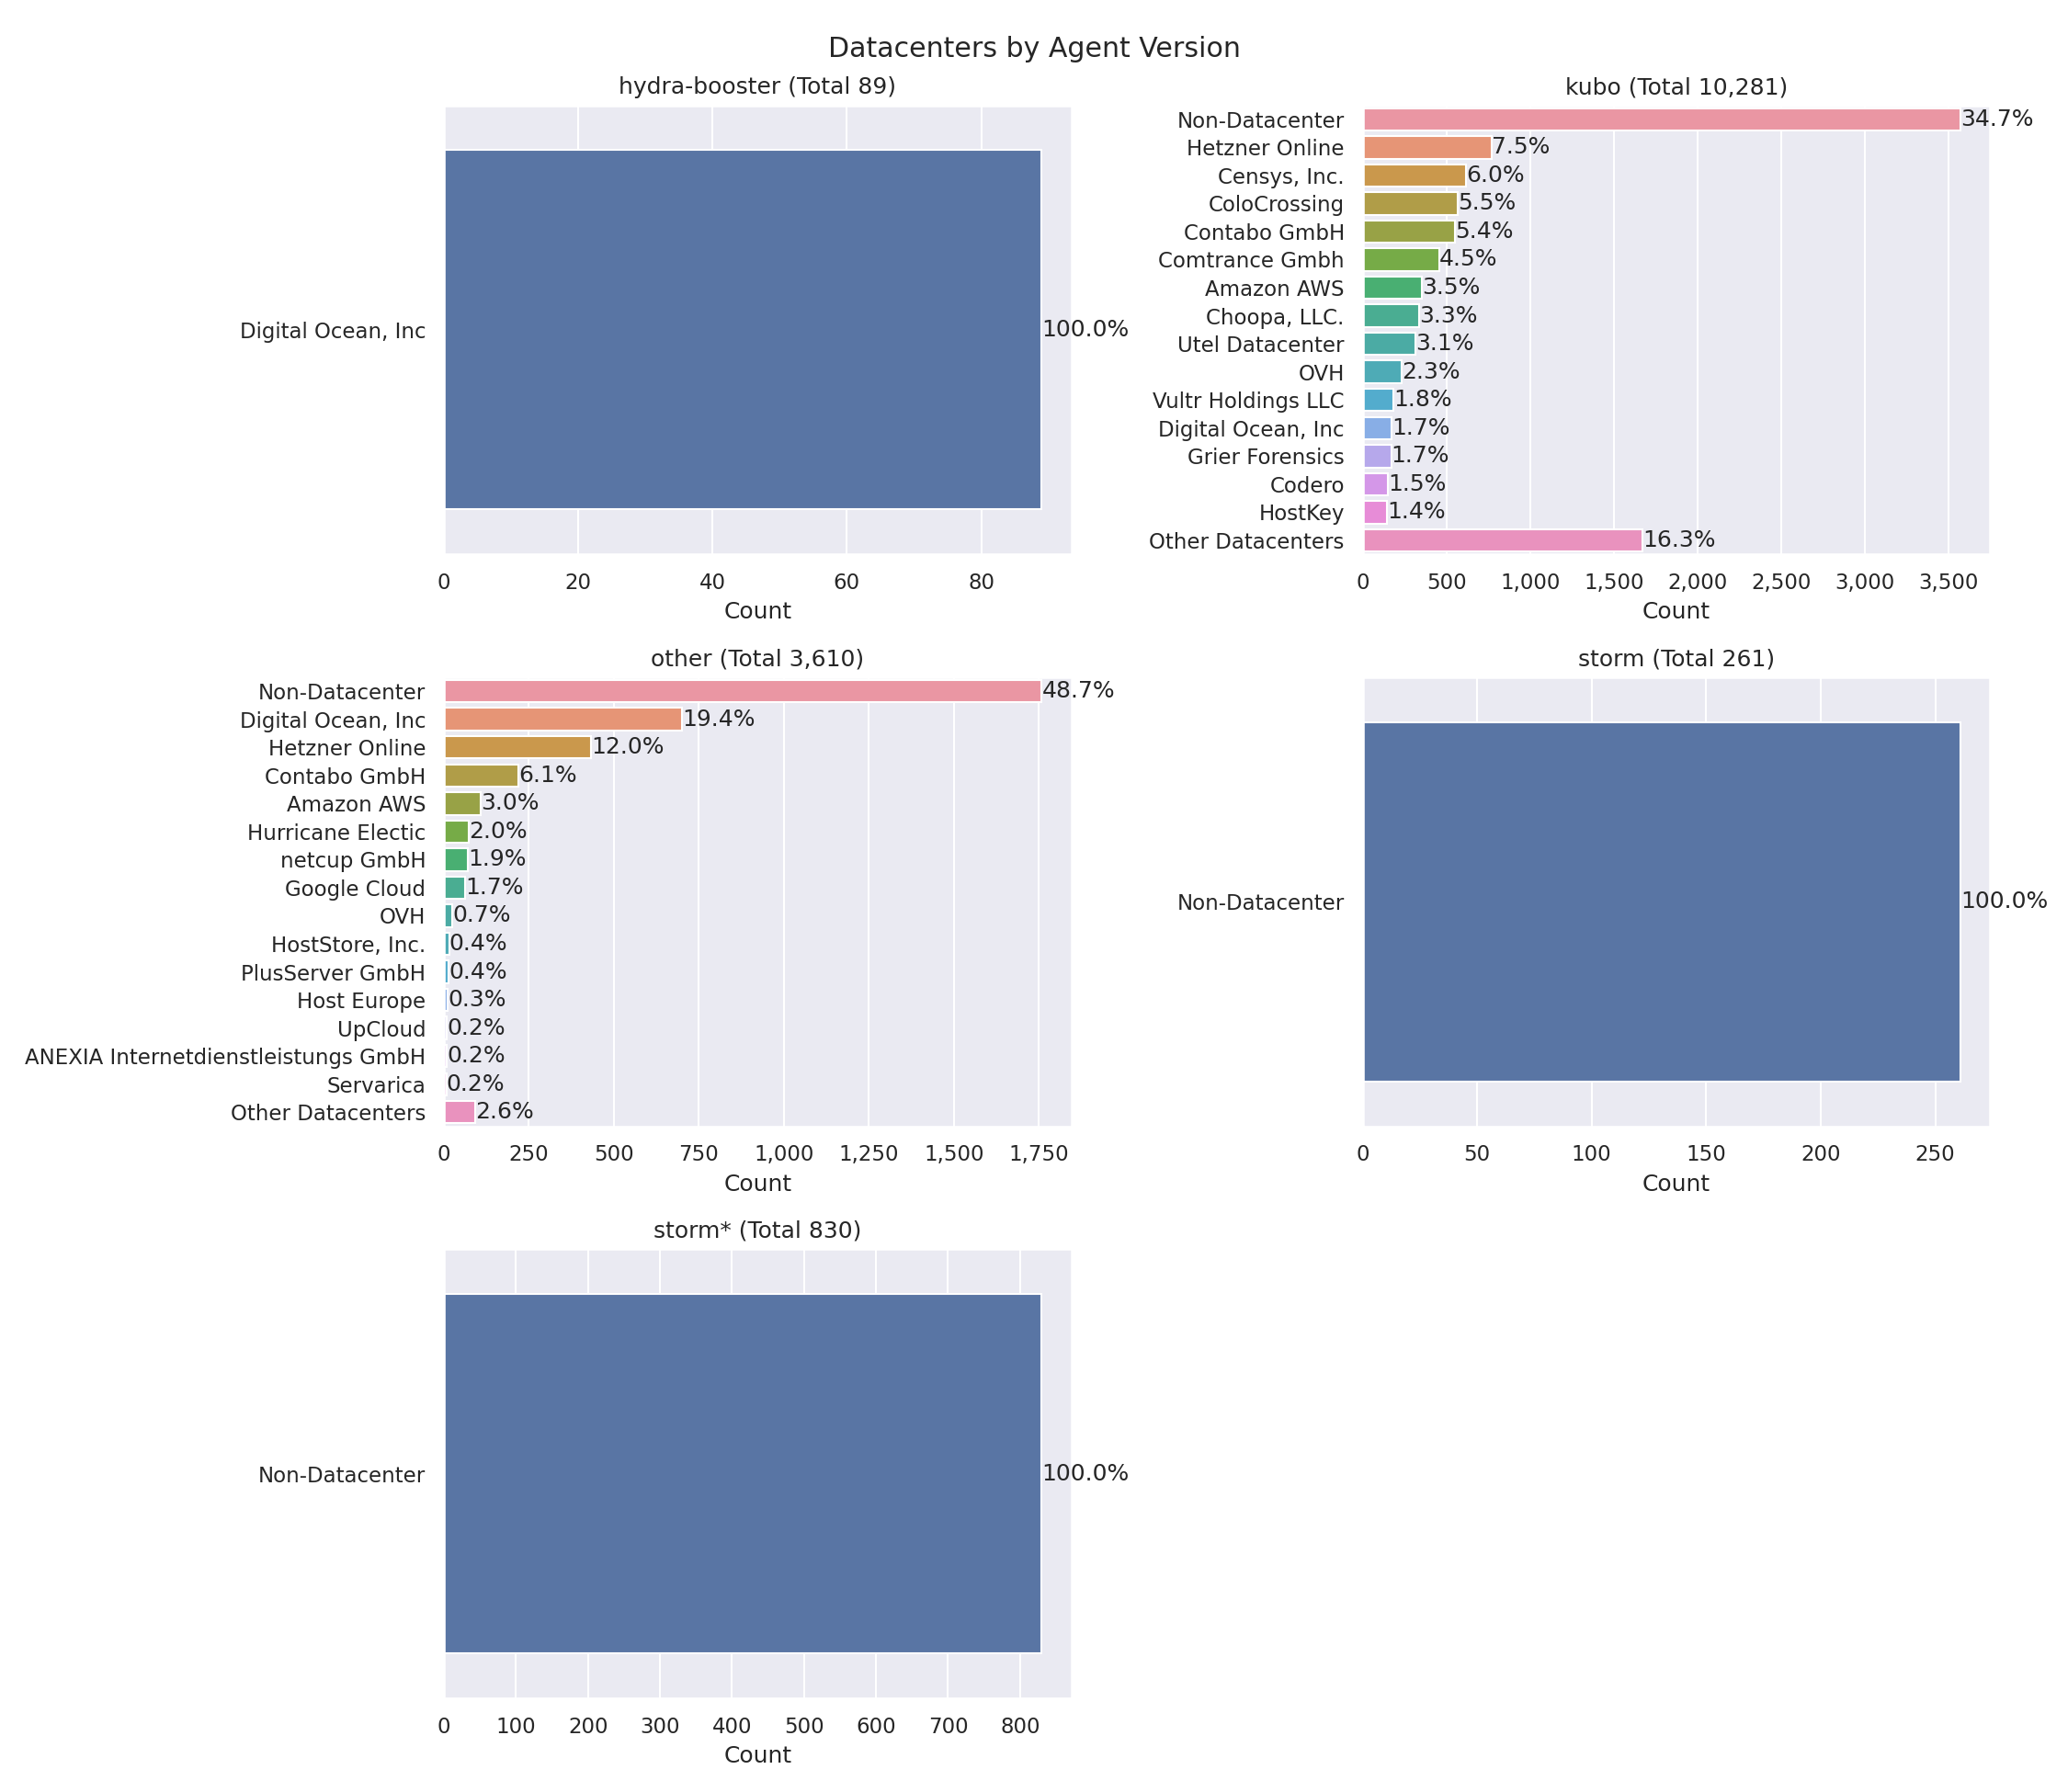 Datacenters by Agent Version
hydra-booster (Total 89)
Digital Ocean, Inc
100.0%
0 20 40 60 80
Count
kubo (Total 10,281)
Non-Datacenter 34.7%
Hetzner Online 7.5%
Censys, Inc. 6.0%
ColoCrossing 5.5%
Contabo GmbH 5.4%
Comtrance Gmbh 4.5%
Amazon AWS 3.5%
Choopa, LLC. 3.3%
Utel Datacenter 3.1%
OVH 2.3%
Vultr Holdings LLC 1.8%
Digital Ocean, Inc 1.7%
Grier Forensics 1.7%
Codero 1.5%
HostKey 1.4%
Other Datacenters 16.3%
0 500 1,000 1,500 2,000 2,500 3,000 3,500
Count
other (Total 3,610)
Non-Datacenter 48.7%
Digital Ocean, Inc 19.4%
Hetzner Online 12.0%
Contabo GmbH 6.1%
Amazon AWS 3.0%
Hurricane Electic 2.0%
netcup GmbH 1.9%
Google Cloud 1.7%
OVH 0.7%
HostStore, Inc. 0.4%
PlusServer GmbH 0.4%
Host Europe 0.3%
UpCloud 0.2%
ANEXIA Internetdienstleistungs GmbH 0.2%
Servarica 0.2%
Other Datacenters 2.6%
0 250 500 750 1,000 1,250 1,500 1,750
Count
storm (Total 261)
Non-Datacenter 100.0%
0 50 100 150 200 250
Count
storm* (Total 830)
Non-Datacenter 100.0%
0 100 200 300 400 500 600 700 800
Count